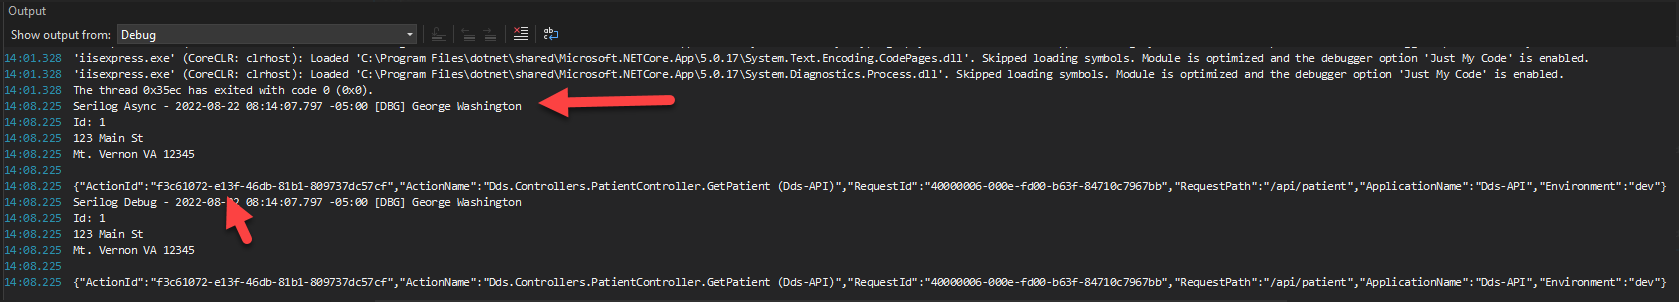 Output
Show output from: Debug
14:01.328 'iisexpress.exe' (CoreCLR: clrhost): Loaded 'C:\Program Files\dotnet\shared\Microsoft.NETCore.App\5.0.17\System.Text.Encoding.CodePages.dll'. Skipped loading symbols. Module is optimized and the debugger option 'Just My Code' is enabled.
14:01.328 'iisexpress.exe' (CoreCLR: clrhost): Loaded 'C:\Program Files\dotnet\shared\Microsoft.NETCore.App\5.0.17\System.Diagnostics.Process.dll'. Skipped loading symbols. Module is optimized and the debugger option 'Just My Code' is enabled.
14:01.328 The thread 0x35ec has exited with code 0 (0x0).
14:08.225 Serilog Async - 2022-08-22 08:14:07.797 -05:00 [DBG] George Washington
14:08.225 Id: 1
14:08.225 123 Main St
14:08.225 Mt. Vernon VA 12345
14:08.225
14:08.225 {"ActionId":"f3c61072-e13f-46db-81b1-809737dc57cf","ActionName":"Dds.Controllers.PatientController.GetPatient (Dds-API)","RequestId":"40000006-000e-fd00-b63f-84710c7967bb","RequestPath":"/api/patient","ApplicationName":"Dds-API","Environment":"dev"}
14:08.225 Serilog Debug - 2022-08-22 08:14:07.797 -05:00 [DBG] George Washington
14:08.225 Id: 1
14:08.225 123 Main St
14:08.225 Mt. Vernon VA 12345
14:08.225
14:08.225 {"ActionId":"f3c61072-e13f-46db-81b1-809737dc57cf","ActionName":"Dds.Controllers.PatientController.GetPatient (Dds-API)","RequestId":"40000006-000e-fd00-b63f-84710c7967bb","RequestPath":"/api/patient","ApplicationName":"Dds-API","Environment":"dev"}